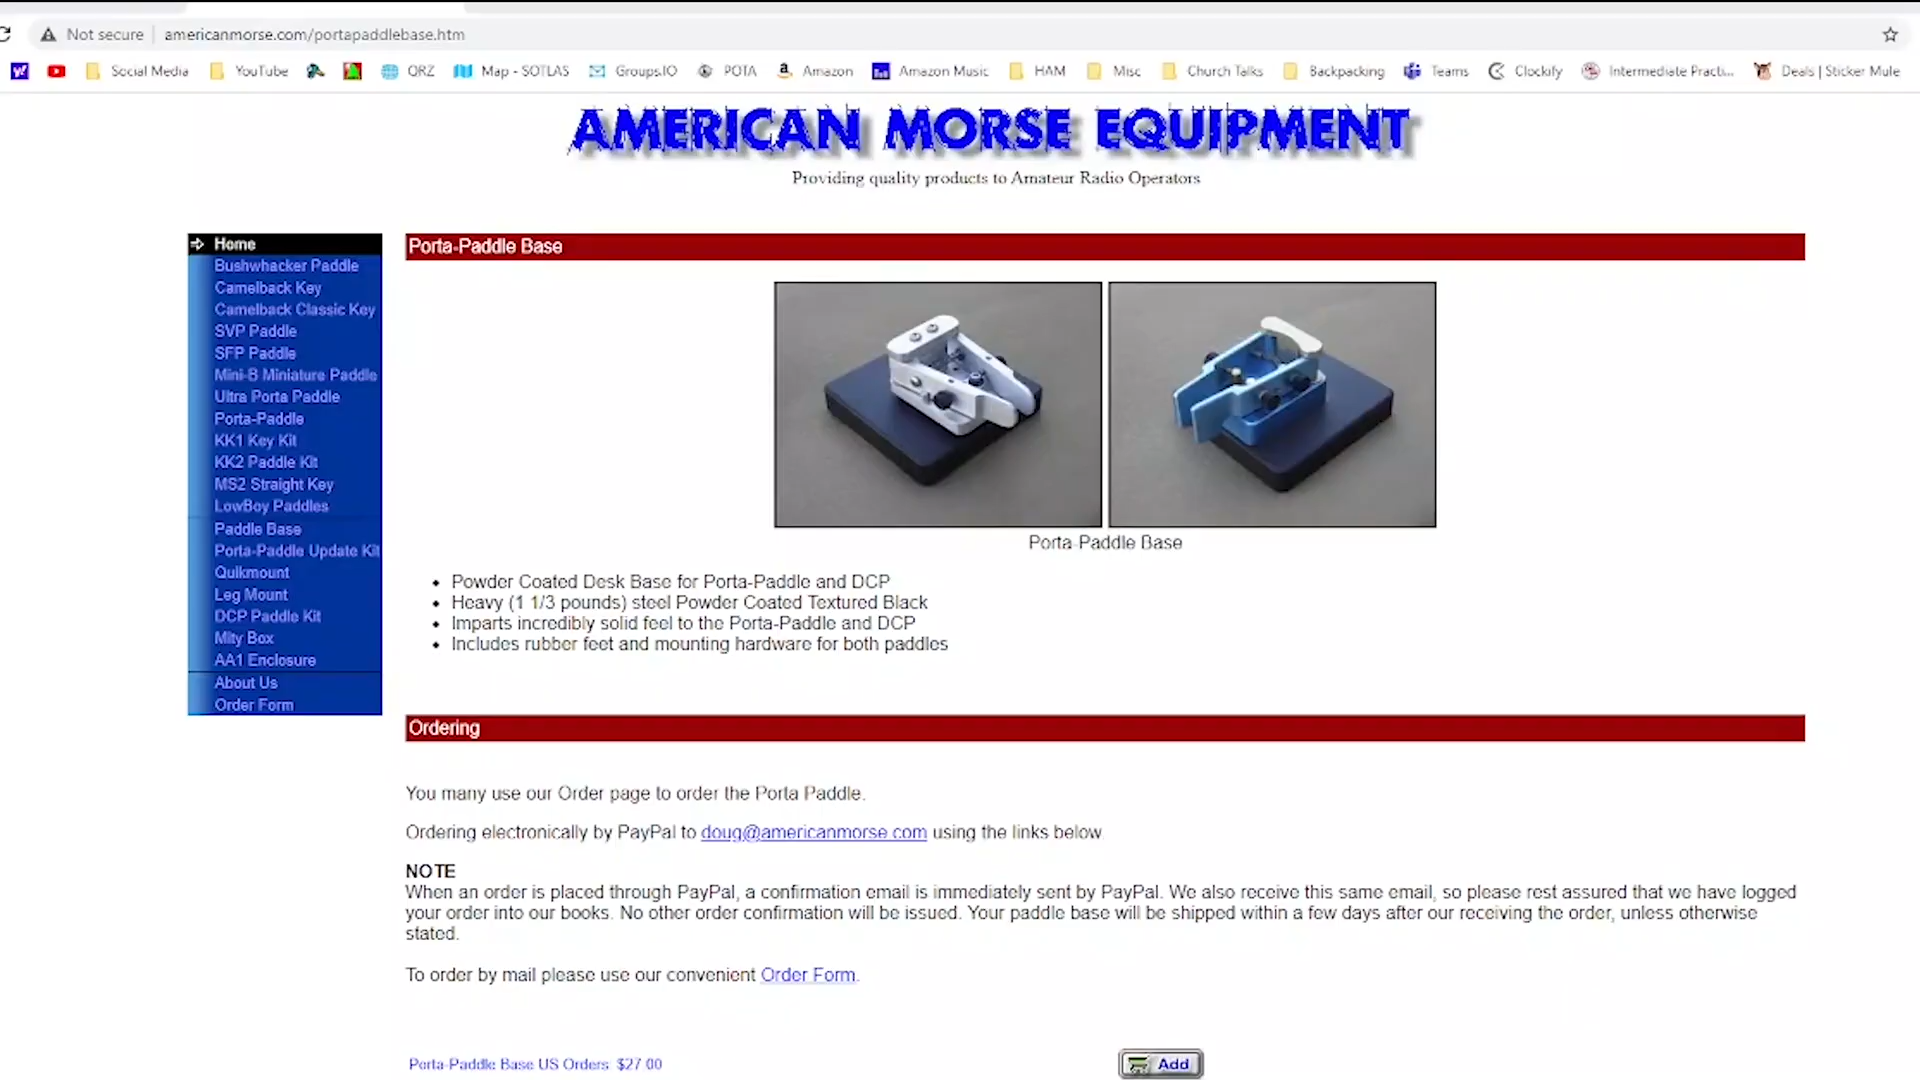 Not secure americanmorse.com/portapaddlebase.htm
Social Media YouTube QRZ Map - SOTLAS Groups.IO POTA Amazon Amazon Music HAM Misc Church Talks Backpacking Teams Clockify Intermediate Practi... Deals | Sticker Mule
AMERICAN MORSE EQUIPMENT
Providing quality products to Amateur Radio Operators
Home
Bushwhacker Paddle
Camelback Key
Camelback Classic Key
SVP Paddle
SFP Paddle
Mini-B Miniature Paddle
Ultra Porta Paddle
Porta-Paddle
KK1 Key Kit
KK2 Paddle Kit
MS2 Straight Key
LowBoy Paddles
Paddle Base
Porta-Paddle Update Kit
Quikmount
Leg Mount
DCP Paddle Kit
Mity Box
AA1 Enclosure
About Us
Order Form
Porta-Paddle Base
Porta-Paddle Base
Powder Coated Desk Base for Porta-Paddle and DCP
Heavy (1 1/3 pounds) steel Powder Coated Textured Black
Imparts incredibly solid feel to the Porta-Paddle and DCP
Includes rubber feet and mounting hardware for both paddles
Ordering
You many use our Order page to order the Porta Paddle.
Ordering electronically by PayPal to doug@americanmorse.com using the links below
NOTE
When an order is placed through PayPal, a confirmation email is immediately sent by PayPal. We also receive this same email, so please rest assured that we have logged
your order into our books. No other order confirmation will be issued. Your paddle base will be shipped within a few days after our receiving the order, unless otherwise
stated.
To order by mail please use our convenient Order Form.
Porta-Paddle Base US Orders: $27.00
Add